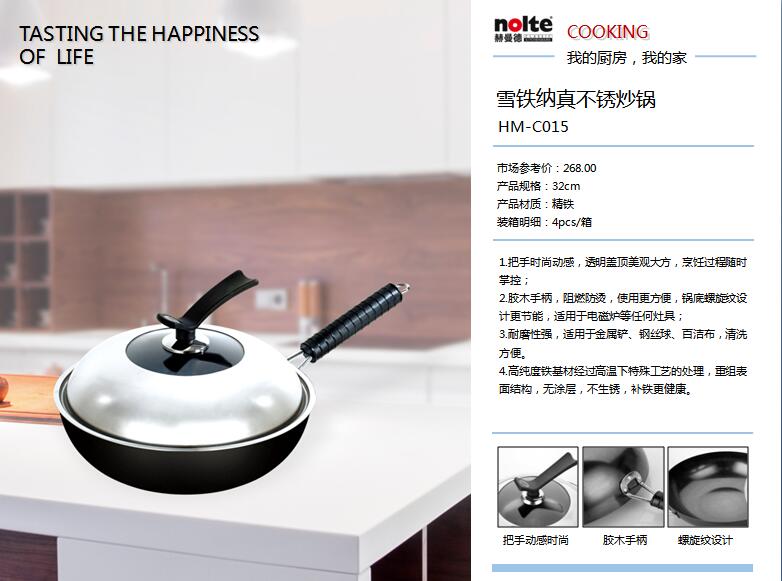 TASTING THE HAPPINESS
OF LIFE
nolte
赫曼德
COOKING
我的厨房，我的家
雪铁纳真不锈炒锅
HM-C015
市场参考价：268.00
产品规格：32cm
产品材质：精铁
装箱明细：4pcs/箱
1.把手时尚动感，透明盖顶美观大方，烹饪过程随时
掌控；
2.胶木手柄，阻燃防烫，使用更方便，锅底螺旋纹设
计更节能，适用于电磁炉等任何灶具；
3.耐磨性强，适用于金属铲、钢丝球、百洁布，清洗
方便。
4.高纯度铁基材经过高温下特殊工艺的处理，重组表
面结构，无涂层，不生锈，补铁更健康。
把手动感时尚
胶木手柄
螺旋纹设计